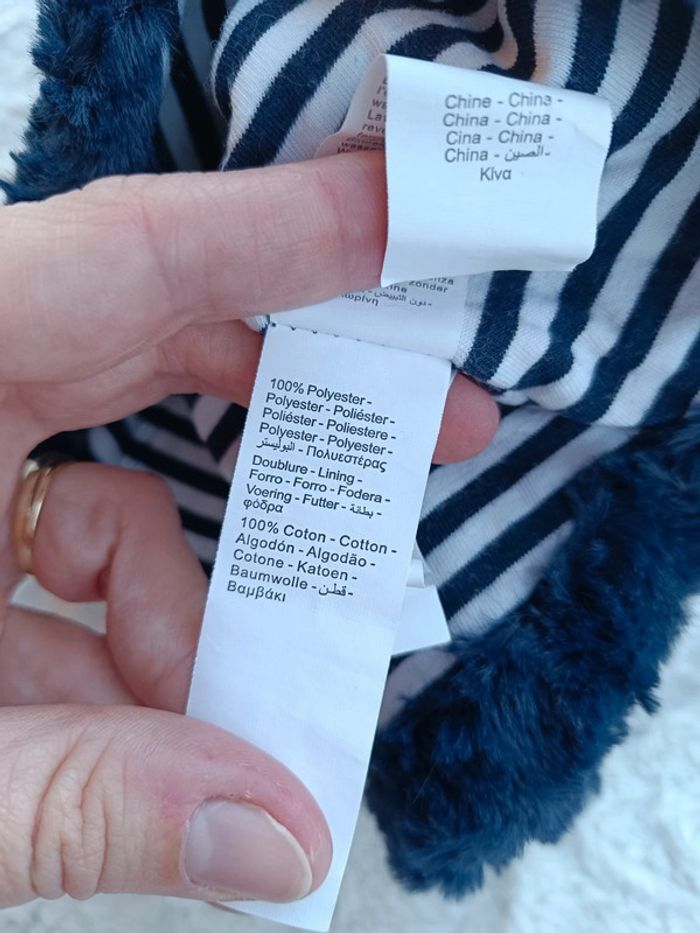 Chine - China -
China - China -
Cina - China -
China - الصين -
Κίνα
zonder
100% Polyester -
Polyester - Poliéster -
Poliéster - Poliestere -
Polyester - Polyester -
البوليستر - Πολυεστέρας
Doublure - Lining -
Forro - Forro - Fodera -
Voering - Futter - بطانة -
φόδρα
100% Coton - Cotton -
Algodón - Algodão -
Cotone - Katoen -
Baumwolle - قطن -
Βαμβάκι